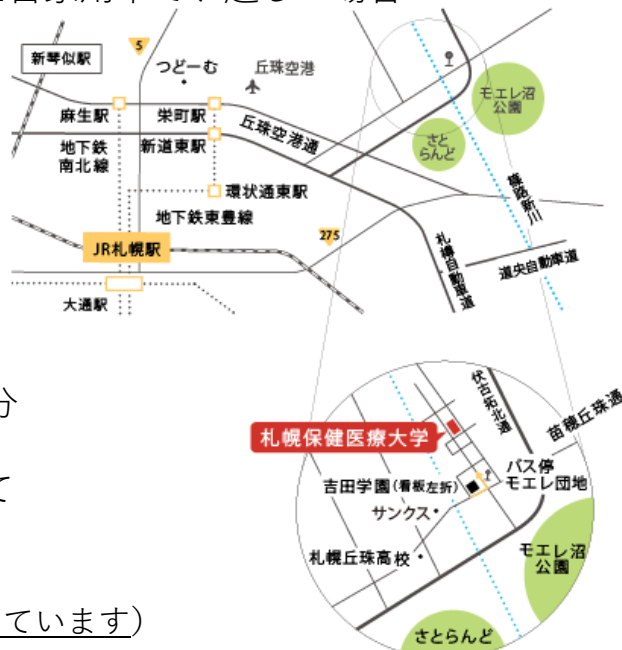 新琴似駅
5
つどーむ
丘珠空港
モエレ沼
公園
麻生駅
栄町駅
さと
らんど
地下鉄
南北線
新道東駅
丘珠空港通
環状通東駅
篠路新川
地下鉄東豊線
JR札幌駅
275
札樽自動車道
道央自動車道
大通駅
分
伏古拓北通
苗穂丘珠通
札幌保健医療大学
バス停
モエレ団地
吉田学園(看板左折)
サンクス
て
札幌丘珠高校
モエレ沼
公園
さとらんど
ています)